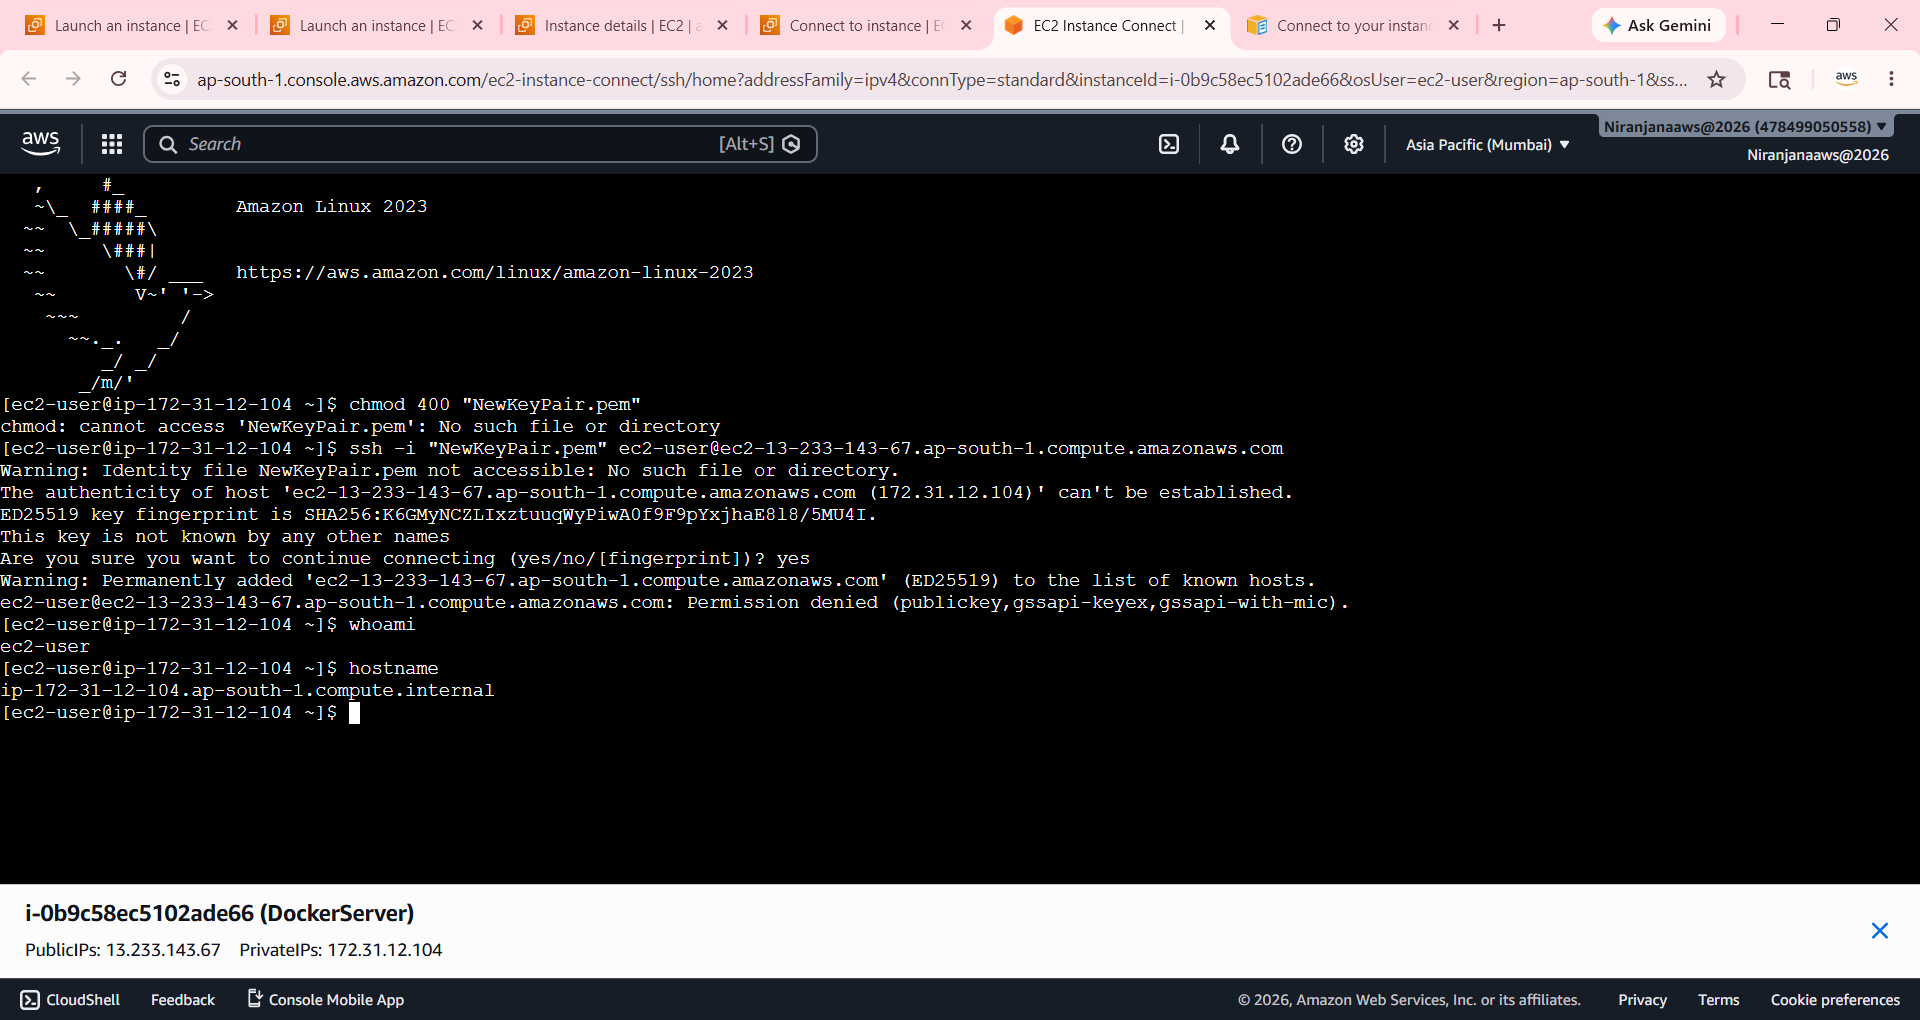 Launch an instance | EC
Launch an instance | EC
Instance details | EC2 | a
Connect to instance | E
EC2 Instance Connect |
Connect to your instan
Ask Gemini
ap-south-1.console.aws.amazon.com/ec2-instance-connect/ssh/home?addressFamily=ipv4&connType=standard&instanceId=i-0b9c58ec5102ade66&osUser=ec2-user&region=ap-south-1&ss...
aws
aws
Search
[Alt+S]
Asia Pacific (Mumbai)
Niranjanaaws@2026 (478499050558)
Niranjanaaws@2026
   ,     #_
   ~\_  ####_        Amazon Linux 2023
  ~~  \_#####\
  ~~     \###|
  ~~       \#/ ___   https://aws.amazon.com/linux/amazon-linux-2023
   ~~       V~' '->
    ~~~         /
      ~~._.   _/
         _/ _/
       _/m/'
[ec2-user@ip-172-31-12-104 ~]$ chmod 400 "NewKeyPair.pem"
chmod: cannot access 'NewKeyPair.pem': No such file or directory
[ec2-user@ip-172-31-12-104 ~]$ ssh -i "NewKeyPair.pem" ec2-user@ec2-13-233-143-67.ap-south-1.compute.amazonaws.com
Warning: Identity file NewKeyPair.pem not accessible: No such file or directory.
The authenticity of host 'ec2-13-233-143-67.ap-south-1.compute.amazonaws.com (172.31.12.104)' can't be established.
ED25519 key fingerprint is SHA256:K6GMyNCZLIxztuuqWyPiwA0f9F9pYxjhaE8l8/5MU4I.
This key is not known by any other names
Are you sure you want to continue connecting (yes/no/[fingerprint])? yes
Warning: Permanently added 'ec2-13-233-143-67.ap-south-1.compute.amazonaws.com' (ED25519) to the list of known hosts.
ec2-user@ec2-13-233-143-67.ap-south-1.compute.amazonaws.com: Permission denied (publickey,gssapi-keyex,gssapi-with-mic).
[ec2-user@ip-172-31-12-104 ~]$ whoami
ec2-user
[ec2-user@ip-172-31-12-104 ~]$ hostname
ip-172-31-12-104.ap-south-1.compute.internal
[ec2-user@ip-172-31-12-104 ~]$
i-0b9c58ec5102ade66 (DockerServer)
PublicIPs: 13.233.143.67 PrivateIPs: 172.31.12.104
CloudShell Feedback Console Mobile App © 2026, Amazon Web Services, Inc. or its affiliates. Privacy Terms Cookie preferences